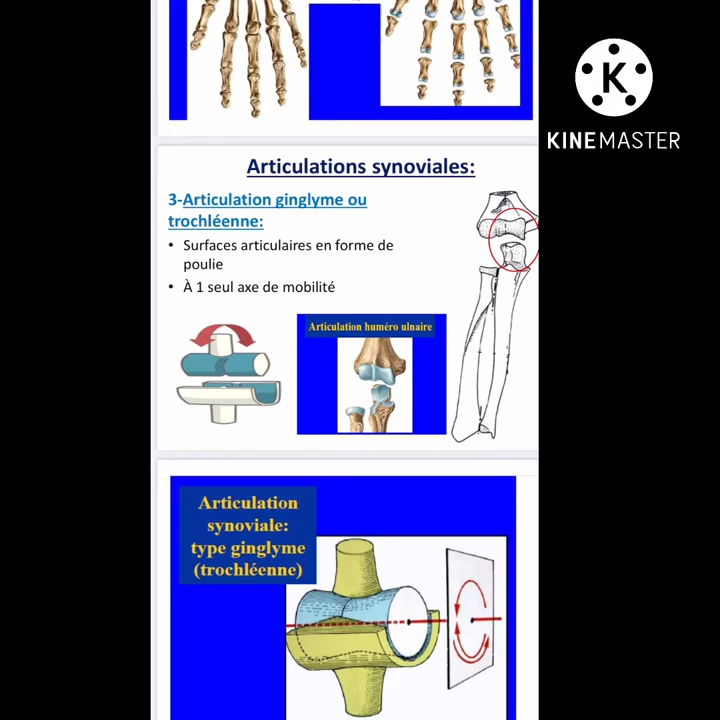 K
KINEMASTER
Articulations synoviales:
3-Articulation ginglyme ou
trochléenne:
• Surfaces articulaires en forme de
poulie
• À 1 seul axe de mobilité
Articulation huméro ulnaire
Articulation
synoviale:
type ginglyme
(trochléenne)